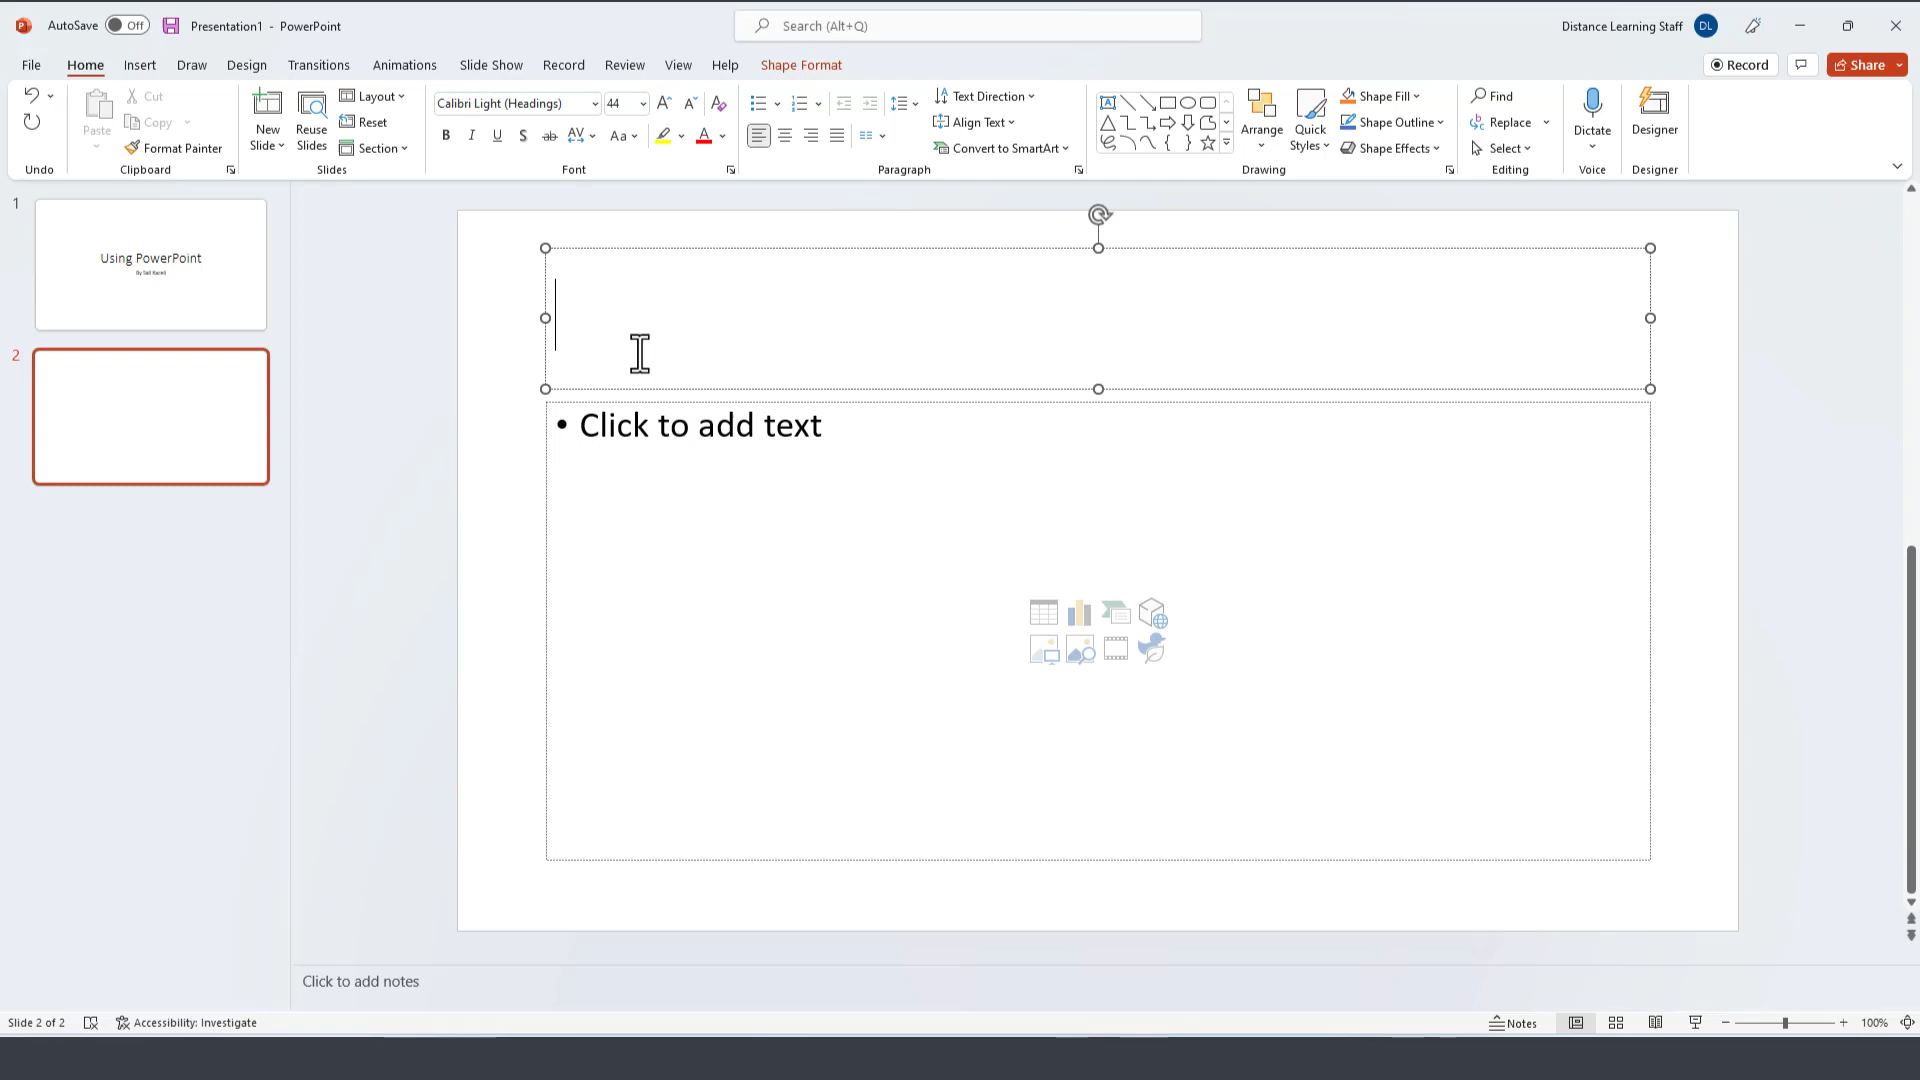 AutoSave Off Presentation1 - PowerPoint Search (Alt+Q) Distance Learning Staff DL
File Home Insert Draw Design Transitions Animations Slide Show Record Review View Help Shape Format Record Share
Paste Cut Copy Format Painter
New Slide Reuse Slides Layout Reset Section
Calibri Light (Headings) 44
Text Direction Align Text Convert to SmartArt
Arrange Quick Styles Shape Fill Shape Outline Shape Effects
Find Replace Select
Dictate Designer
Undo Clipboard Slides Font Paragraph Drawing Editing Voice Designer
1
Using PowerPoint
2
• Click to add text
Click to add notes
Slide 2 of 2 Accessibility: Investigate Notes 100%